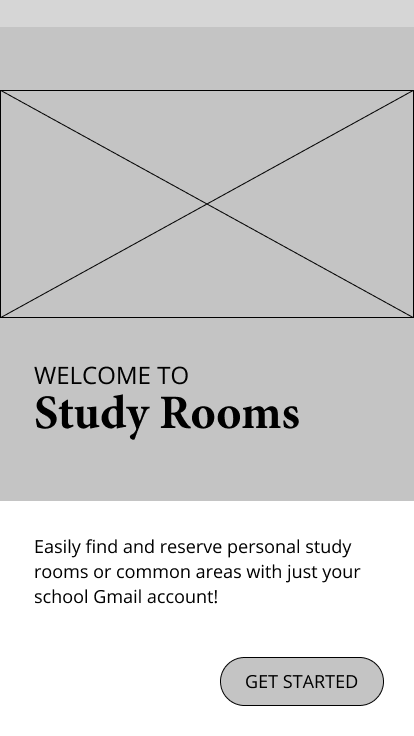 WELCOME TO
Study Rooms
Easily find and reserve personal study
rooms or common areas with just your
school Gmail account!
GET STARTED